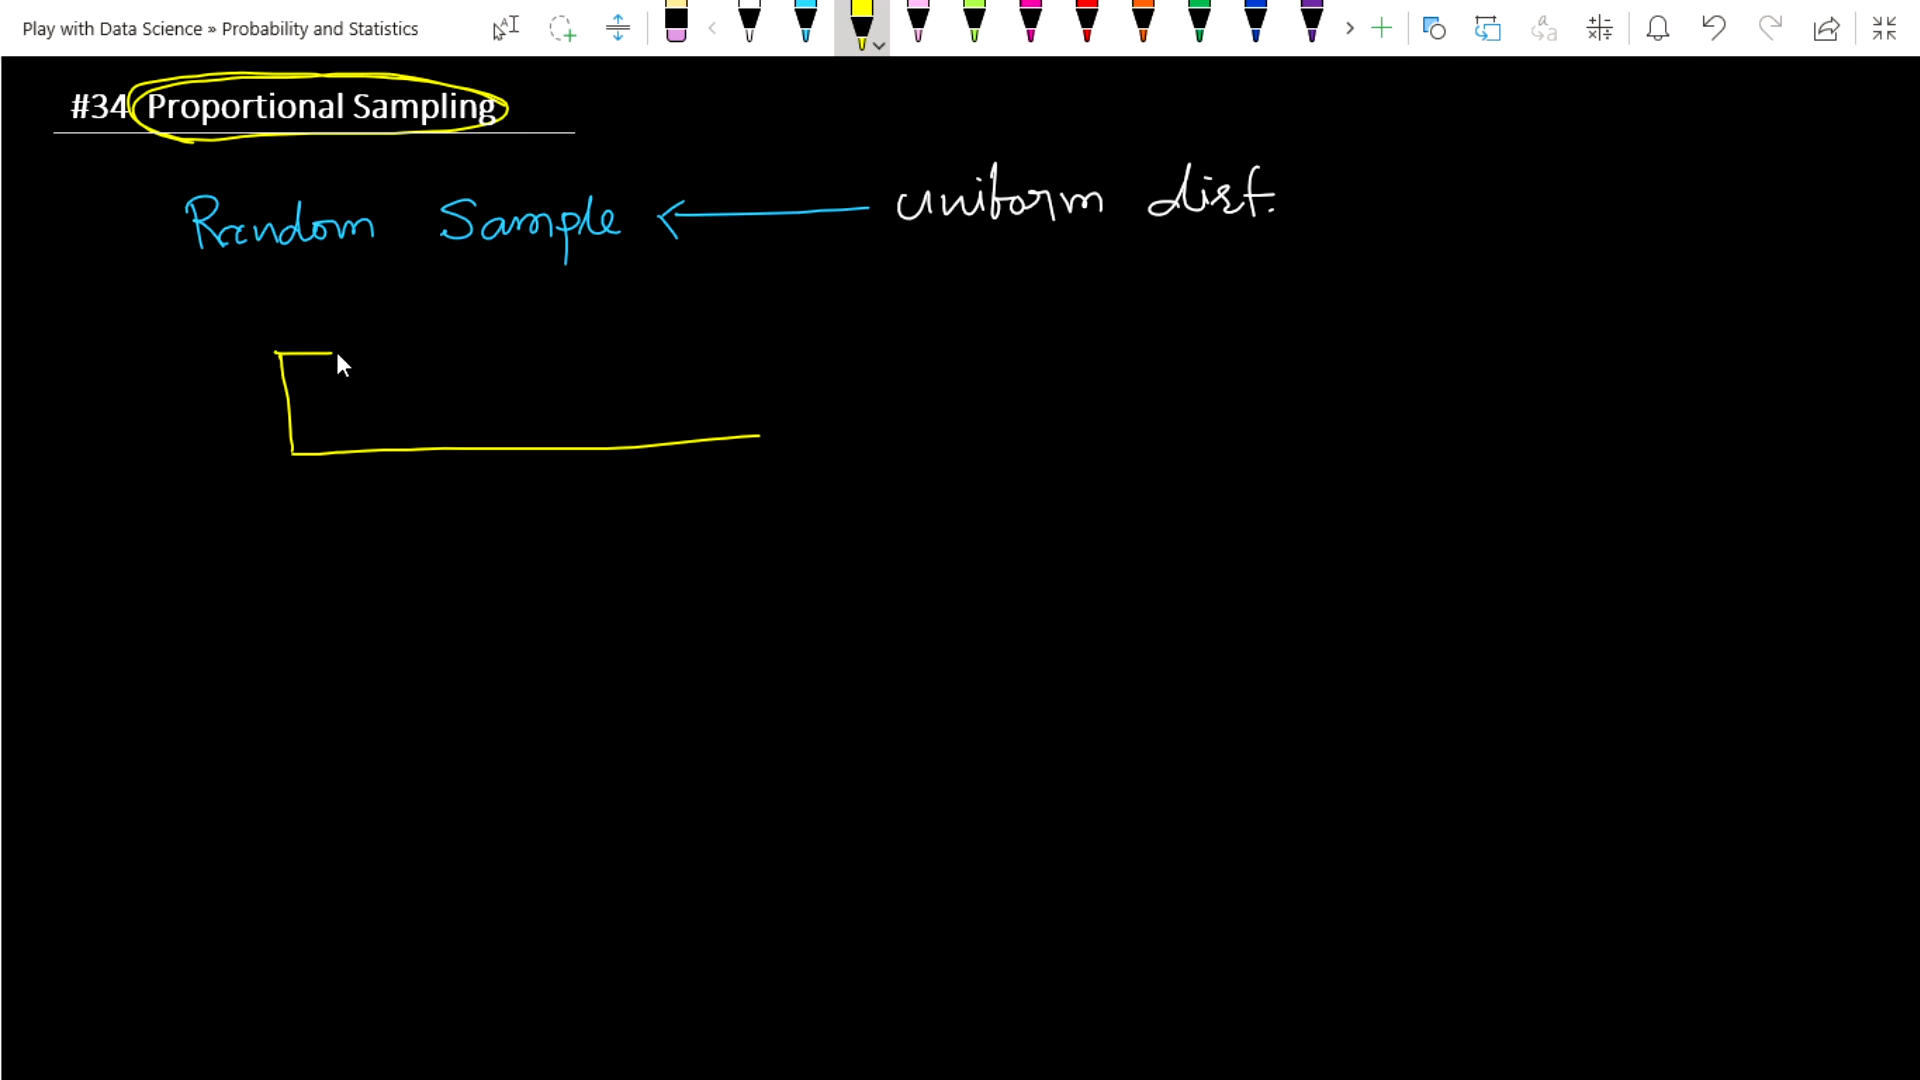 Play with Data Science » Probability and Statistics
#34 Proportional Sampling
Random Sample ← uniform dist.